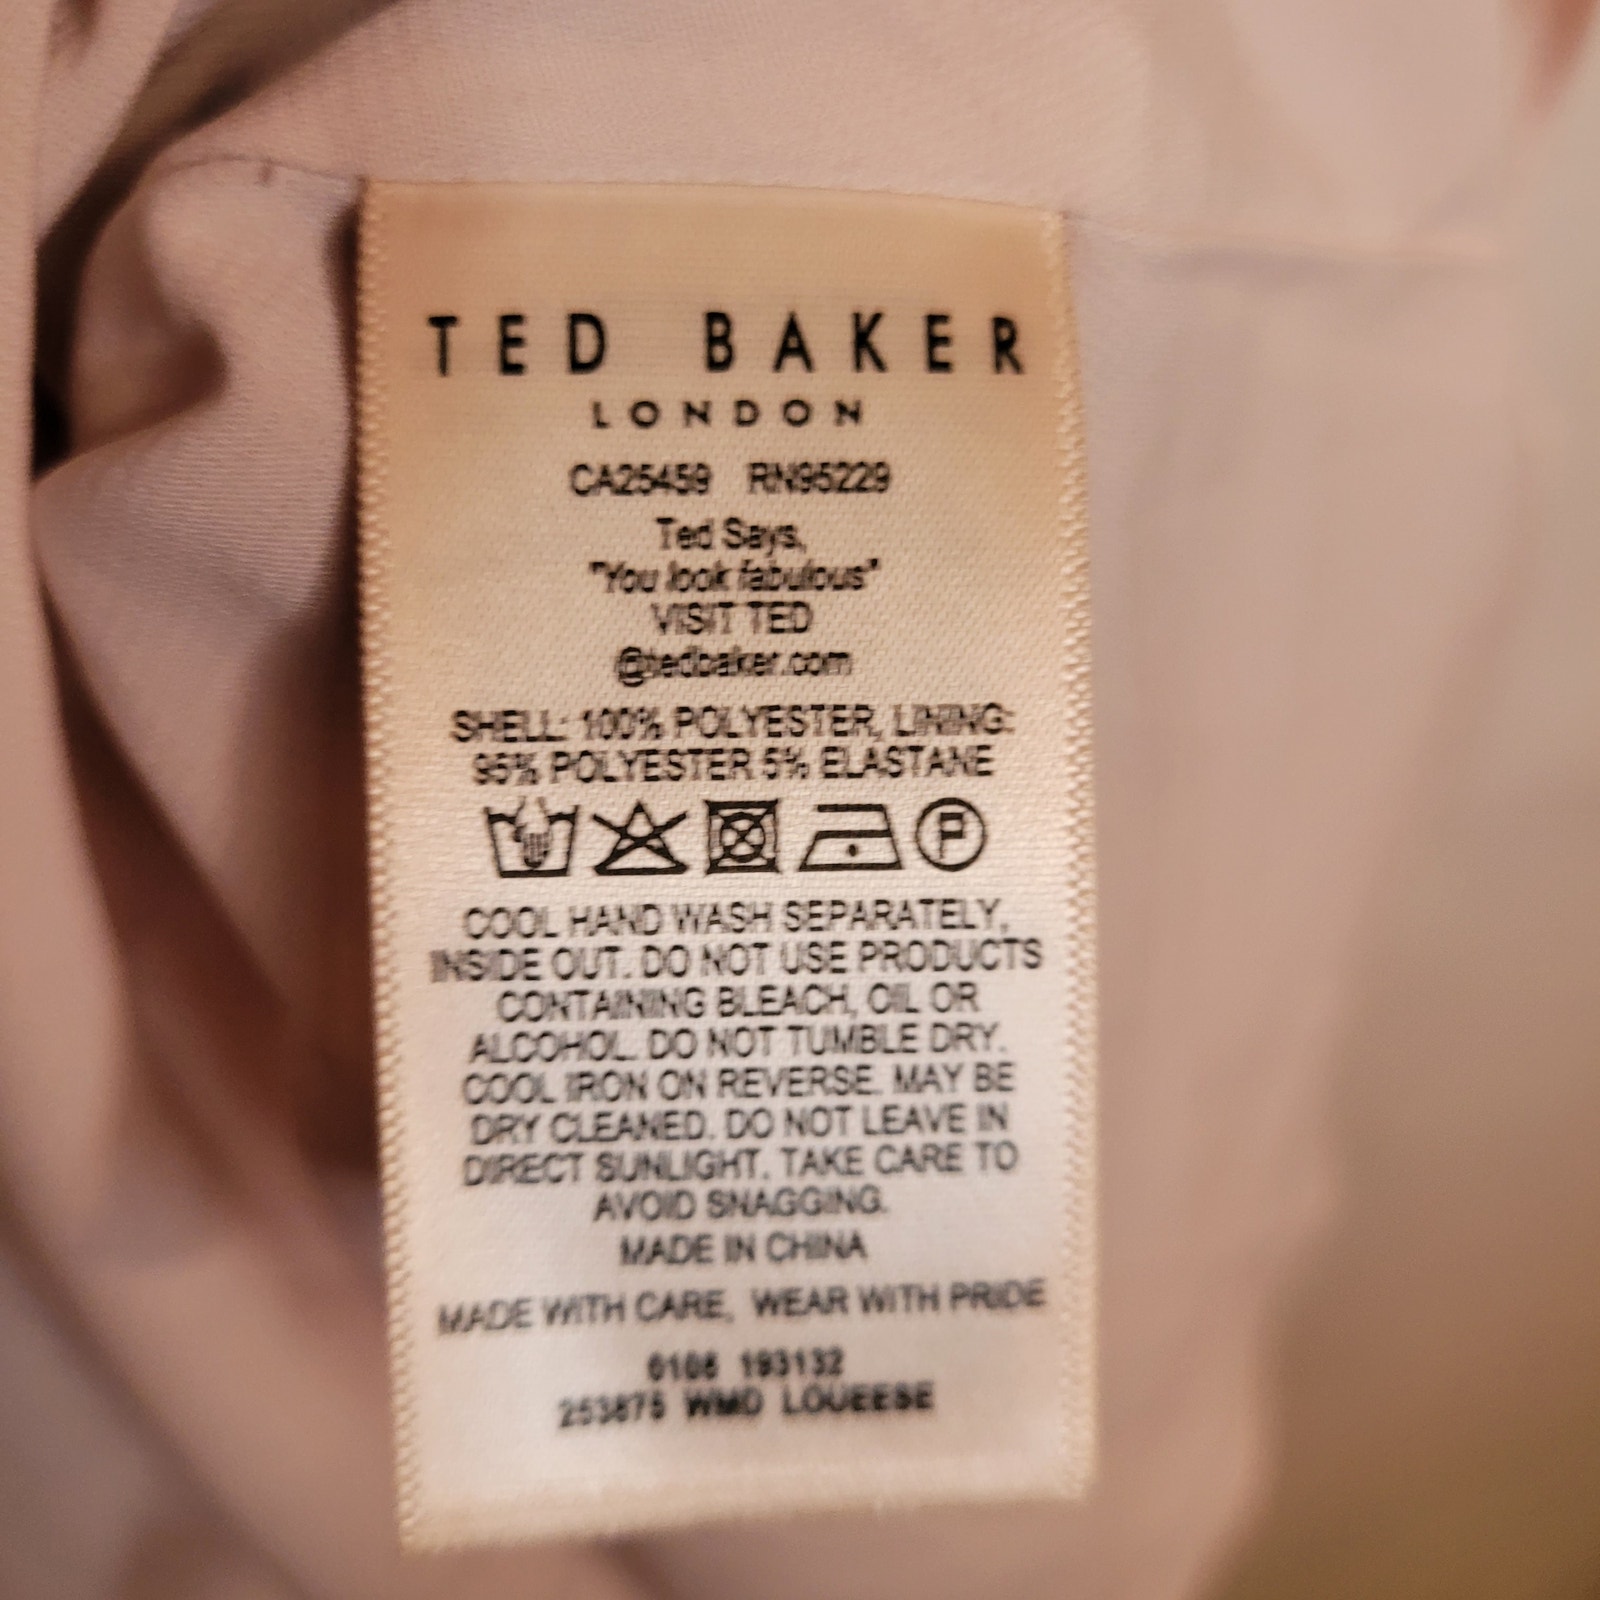 TED BAKER
LONDON
CA25459 RN95229
Ted Says,
"You look fabulous"
VISIT TED
@tedbaker.com
SHELL: 100% POLYESTER, LINING:
95% POLYESTER 5% ELASTANE
P
COOL HAND WASH SEPARATELY,
INSIDE OUT. DO NOT USE PRODUCTS
CONTAINING BLEACH, OIL OR
ALCOHOL. DO NOT TUMBLE DRY.
COOL IRON ON REVERSE. MAY BE
DRY CLEANED. DO NOT LEAVE IN
DIRECT SUNLIGHT. TAKE CARE TO
AVOID SNAGGING.
MADE IN CHINA
MADE WITH CARE, WEAR WITH PRIDE
193132
WMD LOUEESE